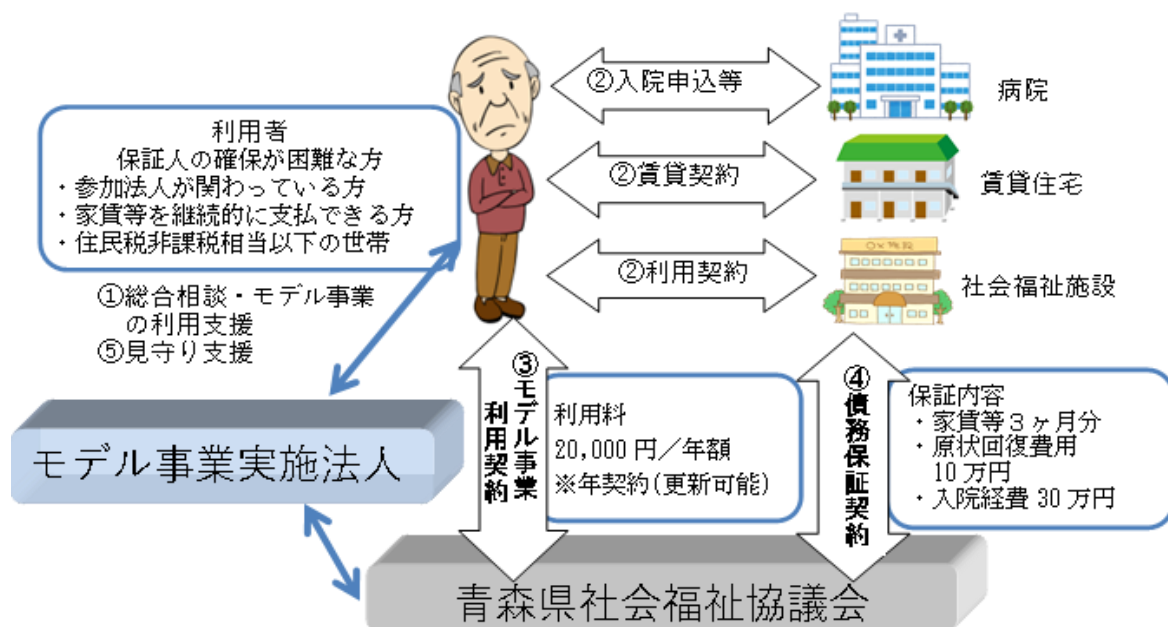 ②入院申込等
病院
利用者
保証人の確保が困難な方
・参加法人が関わっている方
・家賃等を継続的に支払できる方
・住民税非課税相当以下の世帯
②賃貸契約
賃貸住宅
②利用契約
社会福祉施設
①総合相談・モデル事業
の利用支援
⑤見守り支援
③モデル事業
利用契約
利用料
20,000円／年額
※年契約(更新可能)
④債務保証契約
保証内容
・家賃等３ヶ月分
・原状回復費用
10万円
・入院経費30万円
モデル事業実施法人
青森県社会福祉協議会